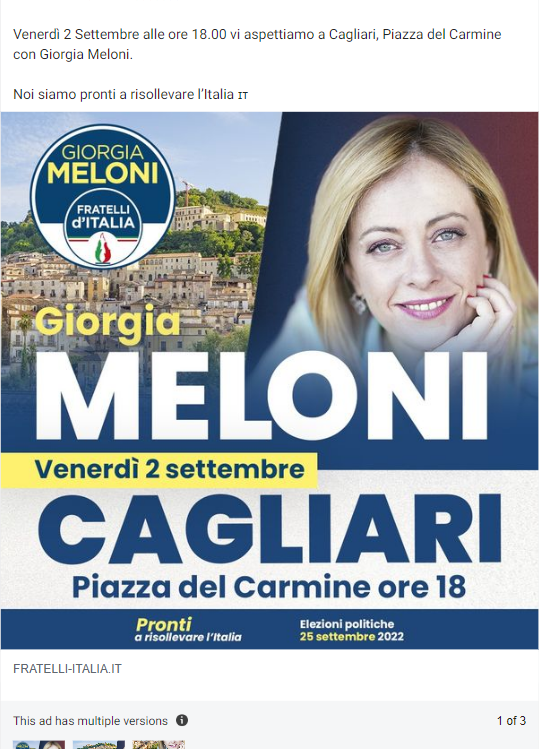 Venerdì 2 Settembre alle ore 18.00 vi aspettiamo a Cagliari, Piazza del Carmine
con Giorgia Meloni.
Noi siamo pronti a risollevare l'Italia IT
GIORGIA
MELONI
FRATELLI
d'ITALIA
Giorgia
MELONI
Venerdì 2 settembre
CAGLIARI
Piazza del Carmine ore 18
Pronti
a risollevare l'Italia
Elezioni politiche
25 settembre 2022
FRATELLI-ITALIA.IT
This ad has multiple versions
1 of 3